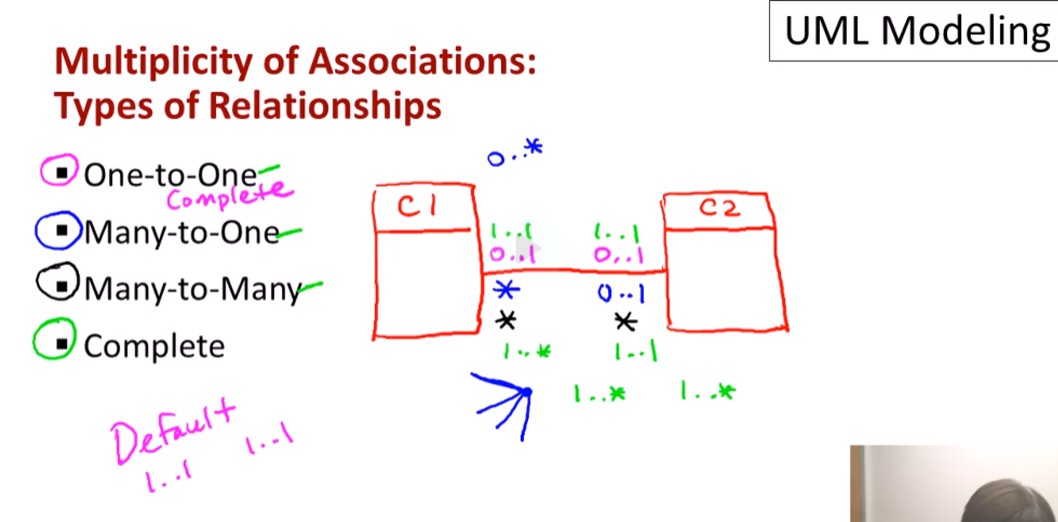 UML Modeling
Multiplicity of Associations:
Types of Relationships
0..*
One-to-One
Complete
Many-to-One
Many-to-Many
Complete
C1
C2
1..1 1..1
0..1 0..1
* 0..1
* *
1..* 1..1
1..* 1..*
Default
1..1 1..1